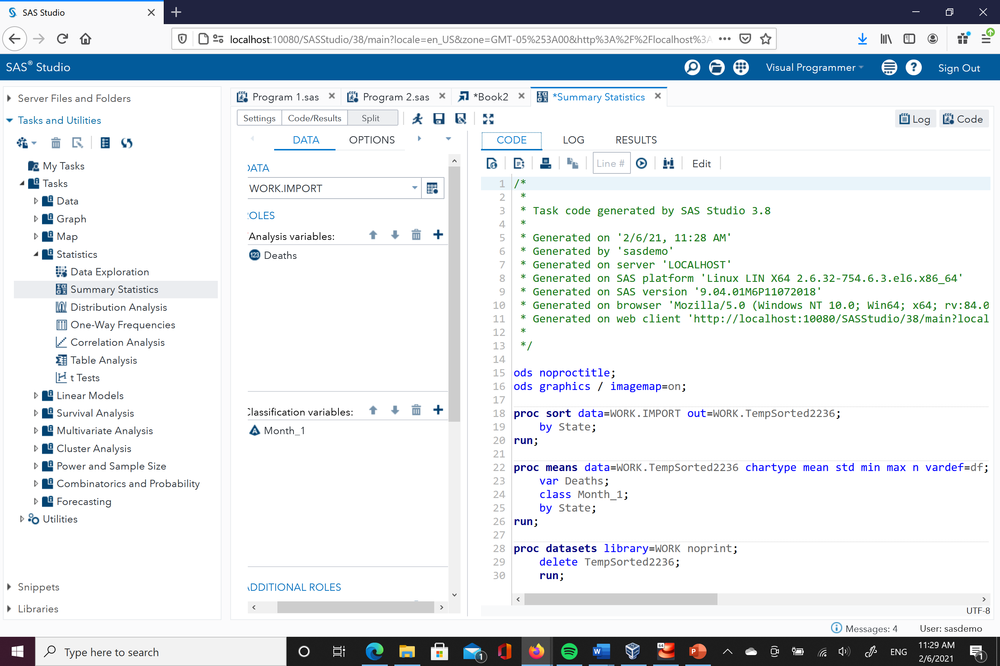 SAS Studio
localhost:10080/SASStudio/38/main?locale=en_US&zone=GMT-05%253A00&http%3A%2F%2Flocalhost%3A
SAS® Studio
Visual Programmer
Sign Out
Server Files and Folders
Tasks and Utilities
My Tasks
Tasks
Data
Graph
Map
Statistics
Data Exploration
Summary Statistics
Distribution Analysis
One-Way Frequencies
Correlation Analysis
Table Analysis
t Tests
Linear Models
Survival Analysis
Multivariate Analysis
Cluster Analysis
Power and Sample Size
Combinatorics and Probability
Forecasting
Utilities
Snippets
Libraries
Program 1.sas
Program 2.sas
*Book2
*Summary Statistics
Settings
Code/Results
Split
Log
Code
DATA
OPTIONS
DATA
WORK.IMPORT
ROLES
Analysis variables:
123 Deaths
Classification variables:
Month_1
ADDITIONAL ROLES
CODE
LOG
RESULTS
Line #
Edit
1 /*
2 *
3 * Task code generated by SAS Studio 3.8
4 *
5 * Generated on '2/6/21, 11:28 AM'
6 * Generated by 'sasdemo'
7 * Generated on server 'LOCALHOST'
8 * Generated on SAS platform 'Linux LIN X64 2.6.32-754.6.3.el6.x86_64'
9 * Generated on SAS version '9.04.01M6P11072018'
10 * Generated on browser 'Mozilla/5.0 (Windows NT 10.0; Win64; x64; rv:84.0
11 * Generated on web client 'http://localhost:10080/SASStudio/38/main?local
12 *
13 */
14
15 ods noproctitle;
16 ods graphics / imagemap=on;
17
18 proc sort data=WORK.IMPORT out=WORK.TempSorted2236;
19 by State;
20 run;
21
22 proc means data=WORK.TempSorted2236 chartype mean std min max n vardef=df;
23 var Deaths;
24 class Month_1;
25 by State;
26 run;
27
28 proc datasets library=WORK noprint;
29 delete TempSorted2236;
30 run;
UTF-8
Messages: 4
User: sasdemo
Type here to search
1
W
64
P
ENG
11:29 AM
2/6/2021
1